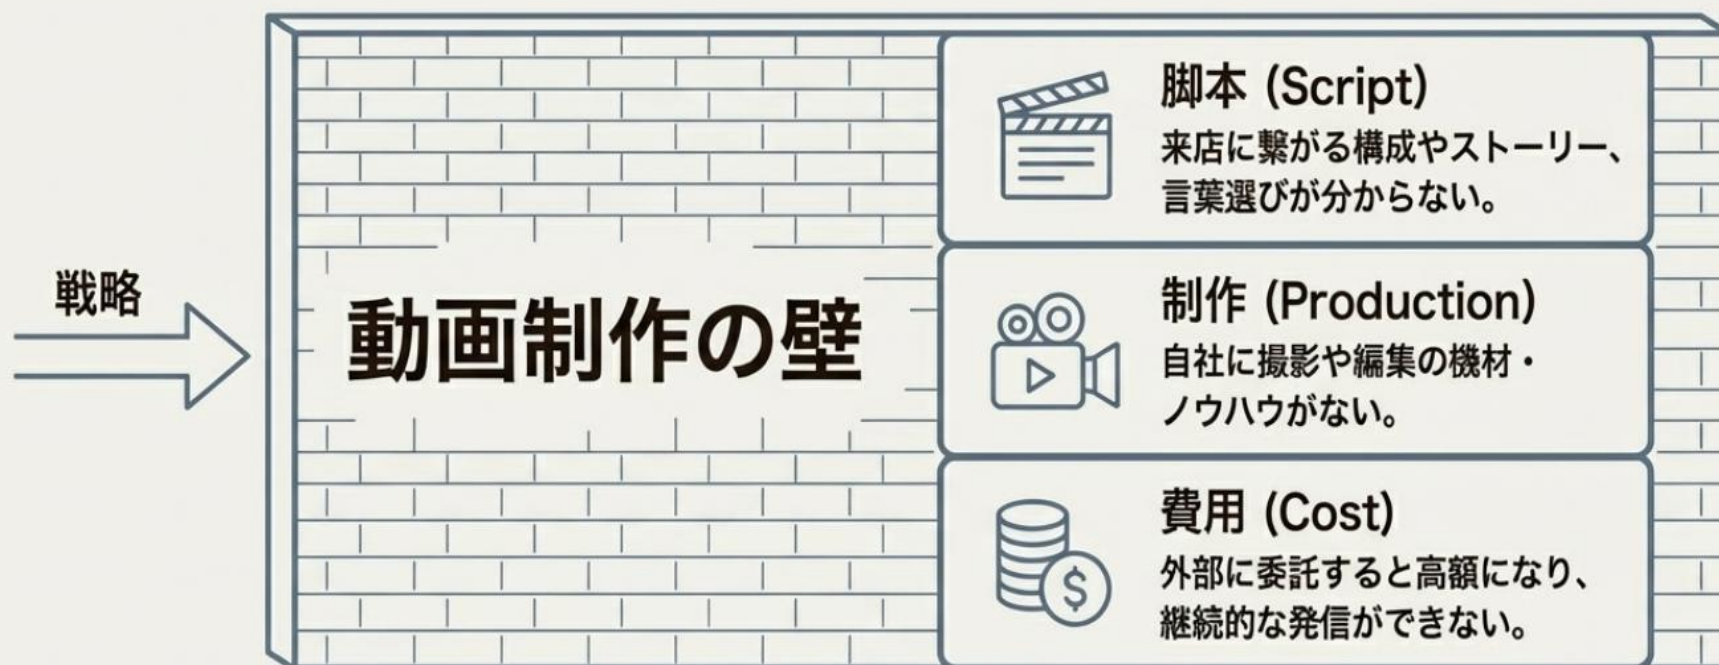 戦略
動画制作の壁
脚本 (Script)
来店に繋がる構成やストーリー、
言葉選びが分からない。
制作 (Production)
自社に撮影や編集の機材・
ノウハウがない。
費用 (Cost)
$
外部に委託すると高額になり、
継続的な発信ができない。